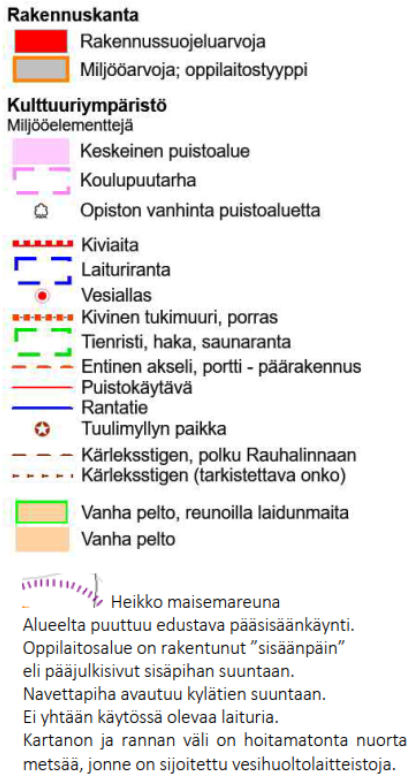 Rakennuskanta
Rakennussuojeluarvoja
Miljööarvoja; oppilaitostyyppi
Kulttuuriympäristö
Miljööelementtejä
Keskeinen puistoalue
Koulupuutarha
Opiston vanhinta puistoaluetta
Kiviaita
Laituriranta
Vesiallas
Kivinen tukimuuri, porras
Tienristi, haka, saunaranta
Entinen akseli, portti - päärakennus
Puistokäytävä
Rantatie
Tuulimyllyn paikka
Kärleksstigen, polku Rauhalinnaan
Kärleksstigen (tarkistettava onko)
Vanha pelto, reunoilla laidunmaita
Vanha pelto
Heikko maisemareuna
Alueelta puuttuu edustava pääsisäänkäynti.
Oppilaitosalue on rakentunut ”sisäänpäin”
eli pääjulkisivut sisäpihan suuntaan.
Navettapiha avautuu kylätien suuntaan.
Ei yhtään käytössä olevaa laituria.
Kartanon ja rannan väli on hoitamatonta nuorta
metsää, jonne on sijoitettu vesihuoltolaitteistoja.